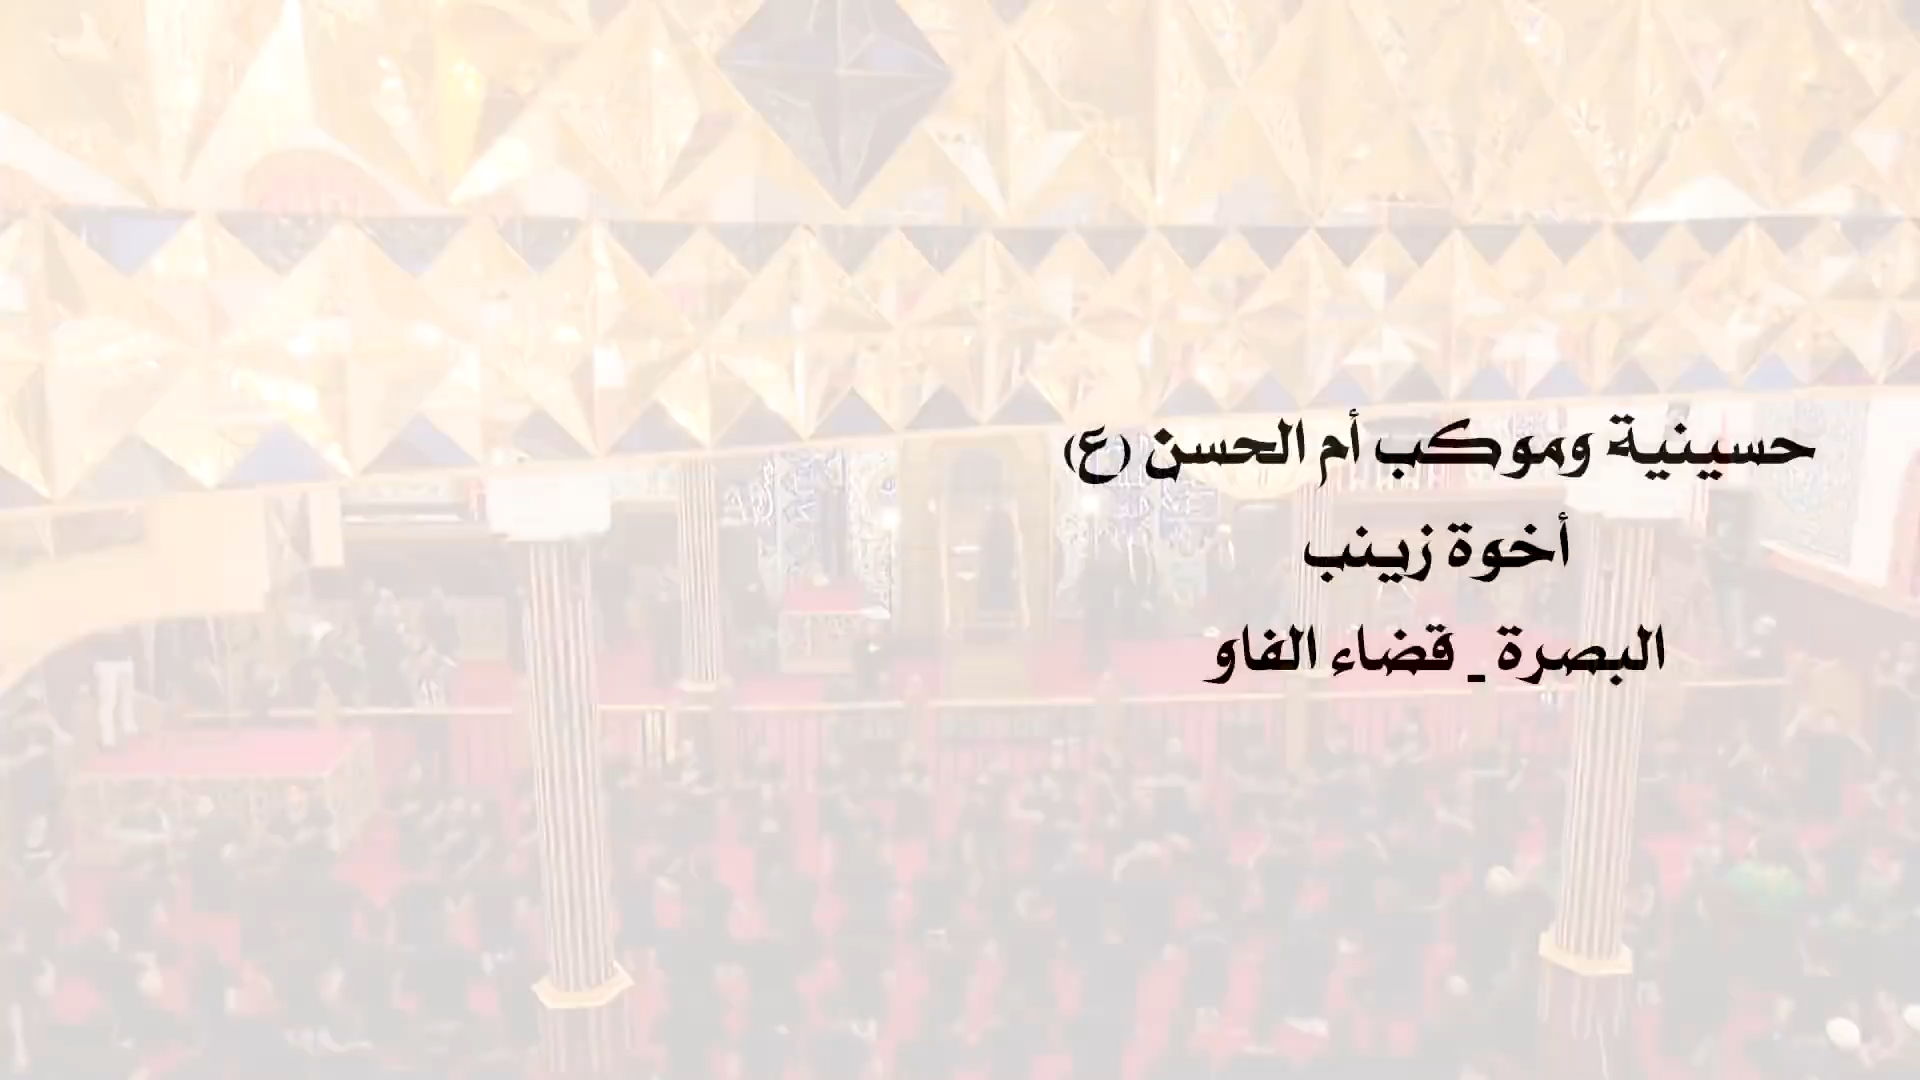 حسينية وموكب أم الحسن (ع)
أخوة زينب
البصرة - قضاء الفاو